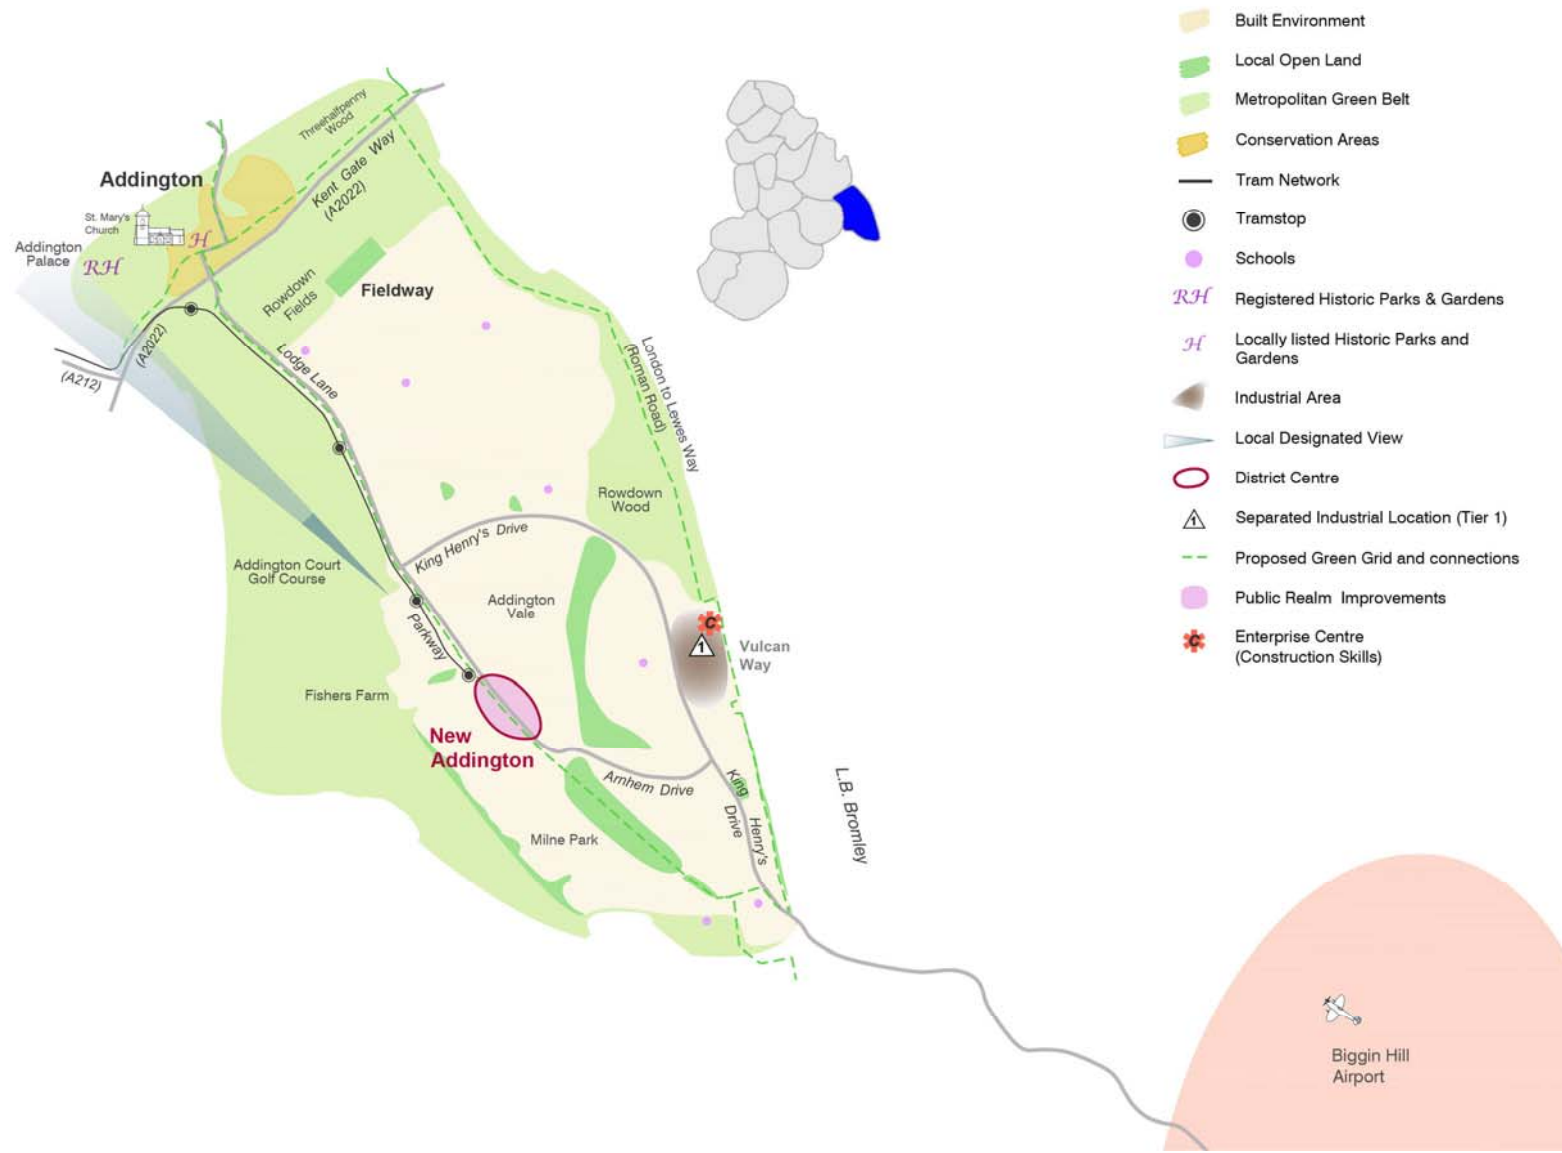 Threehalfpenny
Wood
Kent Gate Way
(A2022)
Addington
St. Mary's
Church
H
Addington
Palace
RH
Rowdown
Fields
Fieldway
(A2022)
(A212)
Lodge Lane
London to Lewes Way
(Roman Road)
Rowdown
Wood
King Henry's Drive
Addington Court
Golf Course
Addington
Vale
Parkway
C
1
Vulcan
Way
Fishers Farm
New
Addington
Arnhem Drive
King
Henry's
Drive
Milne Park
L.B. Bromley
Biggin Hill
Airport
Built Environment
Local Open Land
Metropolitan Green Belt
Conservation Areas
Tram Network
Tramstop
Schools
RH Registered Historic Parks & Gardens
H Locally listed Historic Parks and
Gardens
Industrial Area
Local Designated View
District Centre
1 Separated Industrial Location (Tier 1)
Proposed Green Grid and connections
Public Realm Improvements
C Enterprise Centre
(Construction Skills)